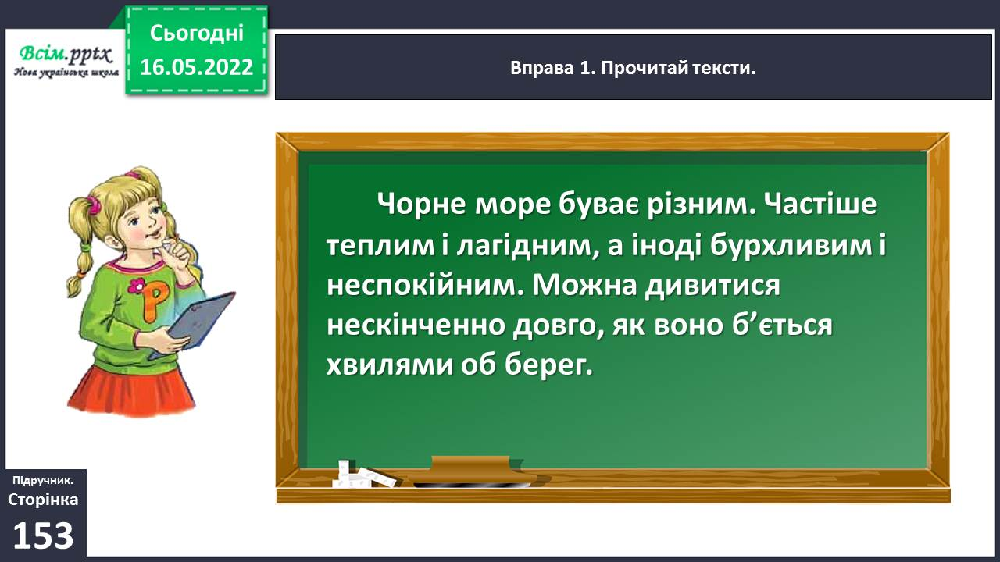 Всім.pptx
Нова українська школа
Сьогодні
16.05.2022
Вправа 1. Прочитай тексти.
Чорне море буває різним. Частіше
теплим і лагідним, а іноді бурхливим і
неспокійним. Можна дивитися
нескінченно довго, як воно б’ється
хвилями об берег.
Р
Підручник.
Сторінка
153